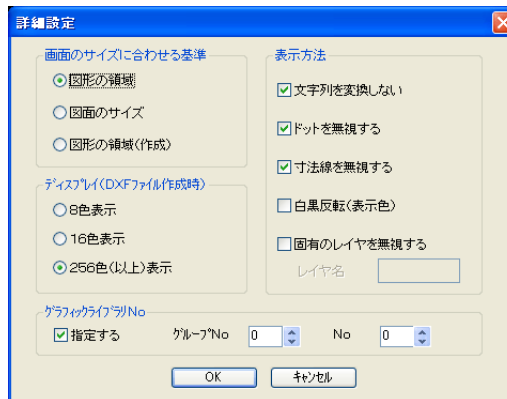 詳細設定
画面のサイズに合わせる基準
図形の領域
図面のサイズ
図形の領域(作成)
ディスプレイ(DXFファイル作成時)
8色表示
16色表示
256色(以上)表示
表示方法
文字列を変換しない
ドットを無視する
寸法線を無視する
白黒反転(表示色)
固有のレイヤを無視する
レイヤ名
グラフィックライブラリNo
指定する グループNo 0 No 0
OK キャンセル